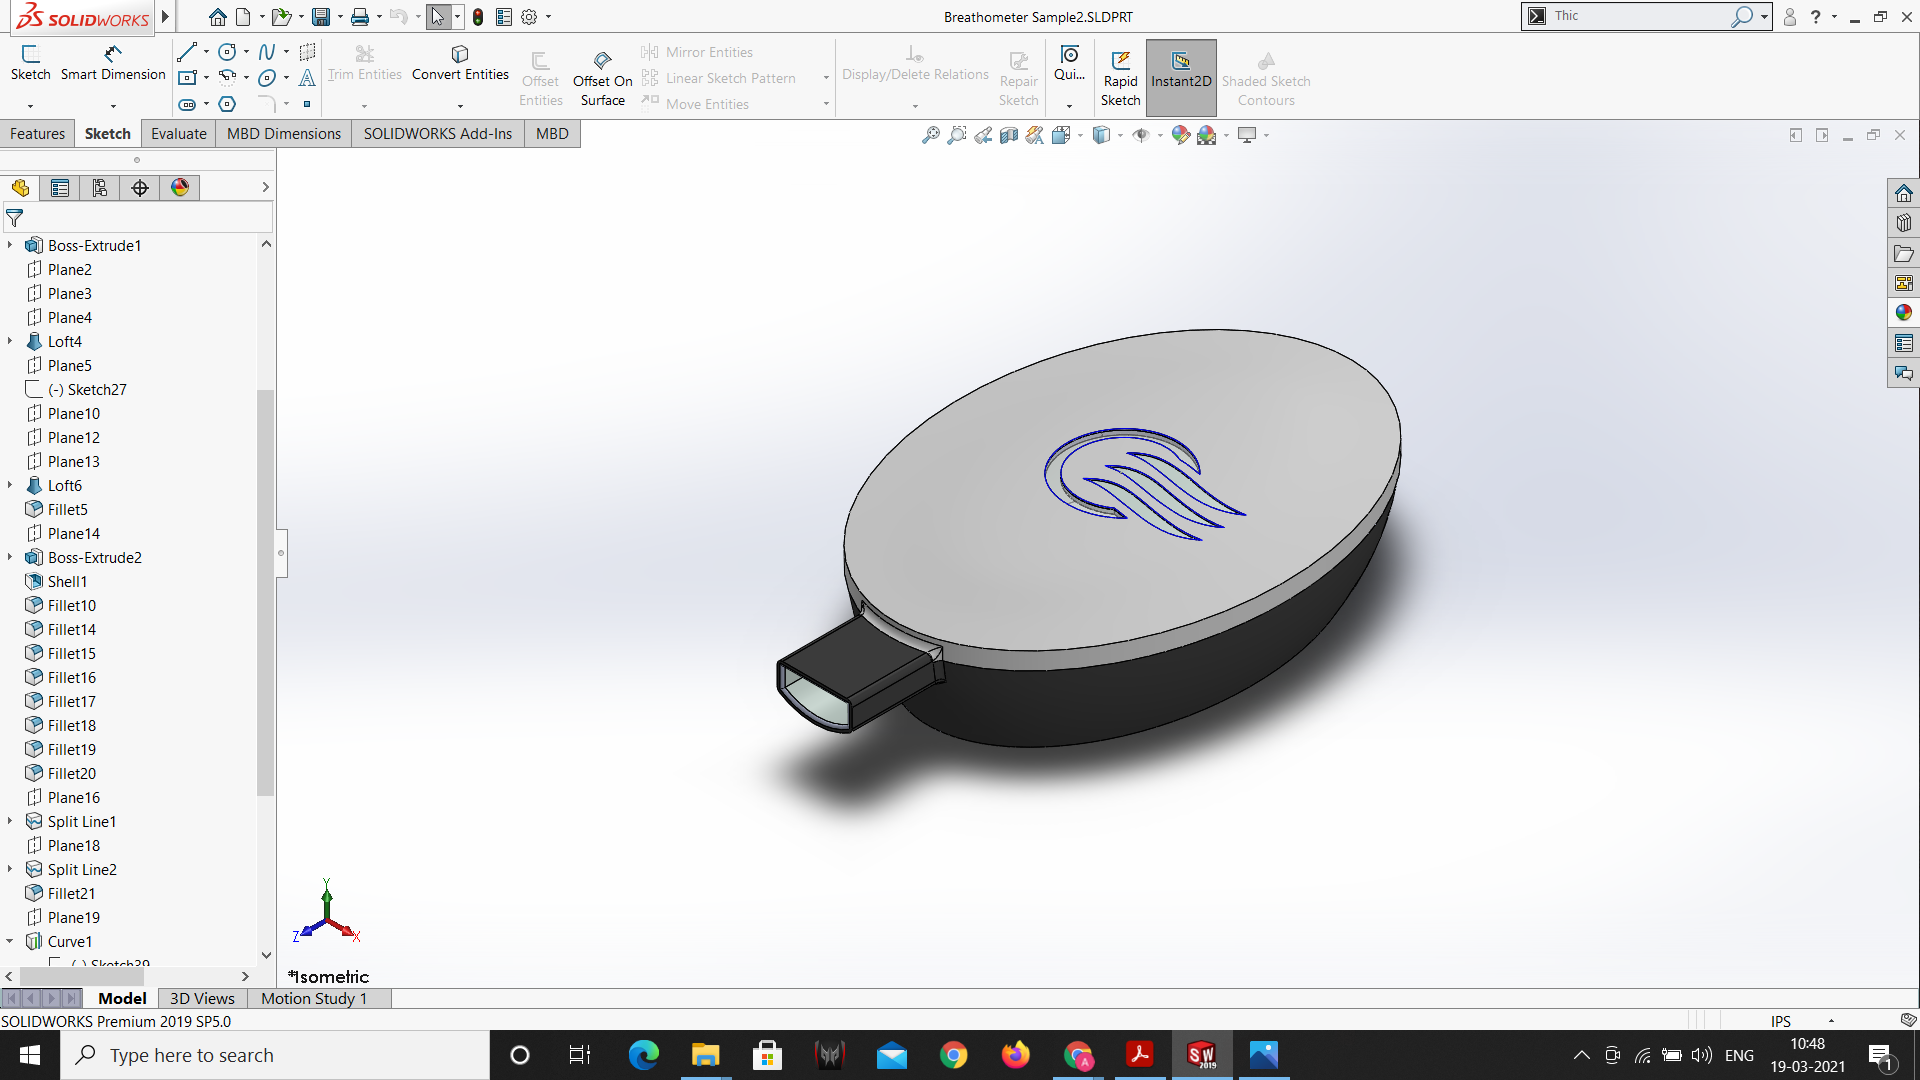 SOLIDWORKS
Breathometer Sample2.SLDPRT
Thic
Sketch
Smart Dimension
Trim Entities
Convert Entities
Offset Entities
Offset On Surface
Mirror Entities
Linear Sketch Pattern
Move Entities
Display/Delete Relations
Repair Sketch
Qui...
Rapid Sketch
Instant2D
Shaded Sketch Contours
Features
Sketch
Evaluate
MBD Dimensions
SOLIDWORKS Add-Ins
MBD
Boss-Extrude1
Plane2
Plane3
Plane4
Loft4
Plane5
(-) Sketch27
Plane10
Plane12
Plane13
Loft6
Fillet5
Plane14
Boss-Extrude2
Shell1
Fillet10
Fillet14
Fillet15
Fillet16
Fillet17
Fillet18
Fillet19
Fillet20
Plane16
Split Line1
Plane18
Split Line2
Fillet21
Plane19
Curve1
(-) Sketch39
Y
Z
X
*Isometric
Model
3D Views
Motion Study 1
SOLIDWORKS Premium 2019 SP5.0
IPS
Type here to search
A
SW
2019
ENG
10:48
19-03-2021
1